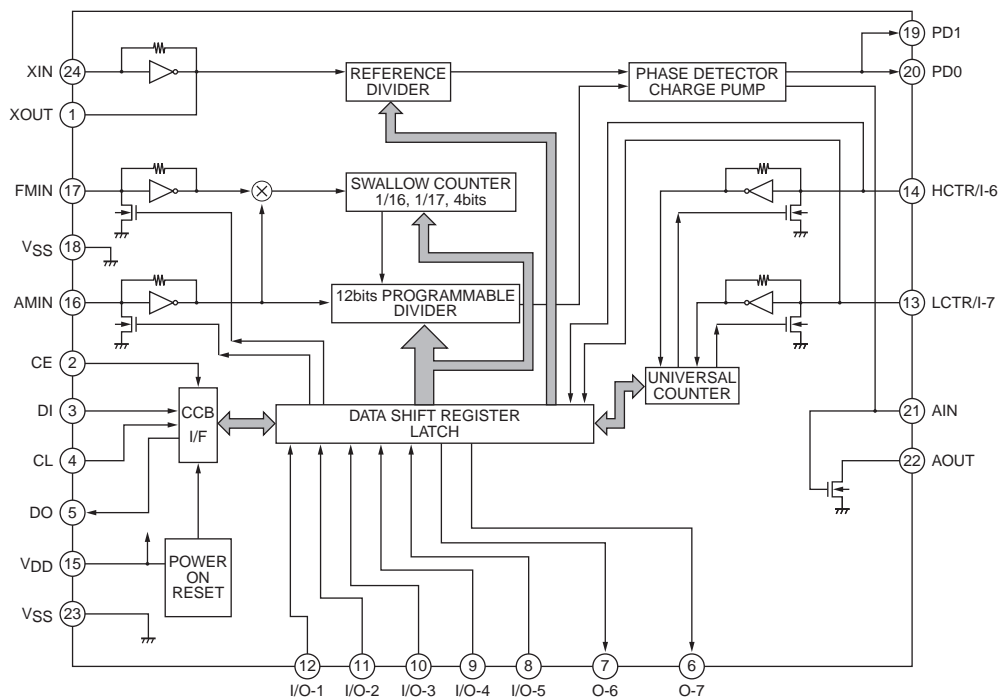 XIN
24
XOUT
1
FMIN
17
VSS
18
AMIN
16
CE
2
DI
3
CL
4
DO
5
VDD
15
VSS
23
REFERENCE
DIVIDER
PHASE DETECTOR
CHARGE PUMP
SWALLOW COUNTER
1/16, 1/17, 4bits
12bits PROGRAMMABLE
DIVIDER
UNIVERSAL
COUNTER
CCB
I/F
DATA SHIFT REGISTER
LATCH
POWER
ON
RESET
19
PD1
20
PD0
14
HCTR/I-6
13
LCTR/I-7
21
AIN
22
AOUT
12
I/O-1
11
I/O-2
10
I/O-3
9
I/O-4
8
I/O-5
7
O-6
6
O-7